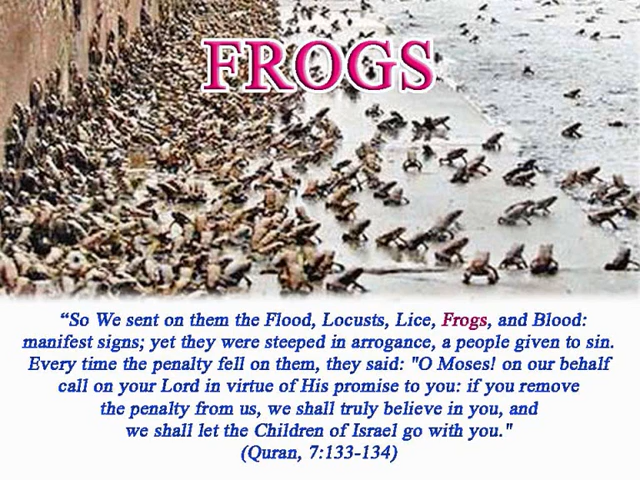 FROGS
“So We sent on them the Flood, Locusts, Lice, Frogs, and Blood:
manifest signs; yet they were steeped in arrogance, a people given to sin.
Every time the penalty fell on them, they said: "O Moses! on our behalf
call on your Lord in virtue of His promise to you: if you remove
the penalty from us, we shall truly believe in you, and
we shall let the Children of Israel go with you."
(Quran, 7:133-134)